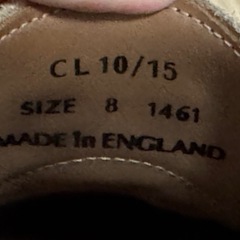 CL 10/15
SIZE 8 1461
MADE In ENGLAND